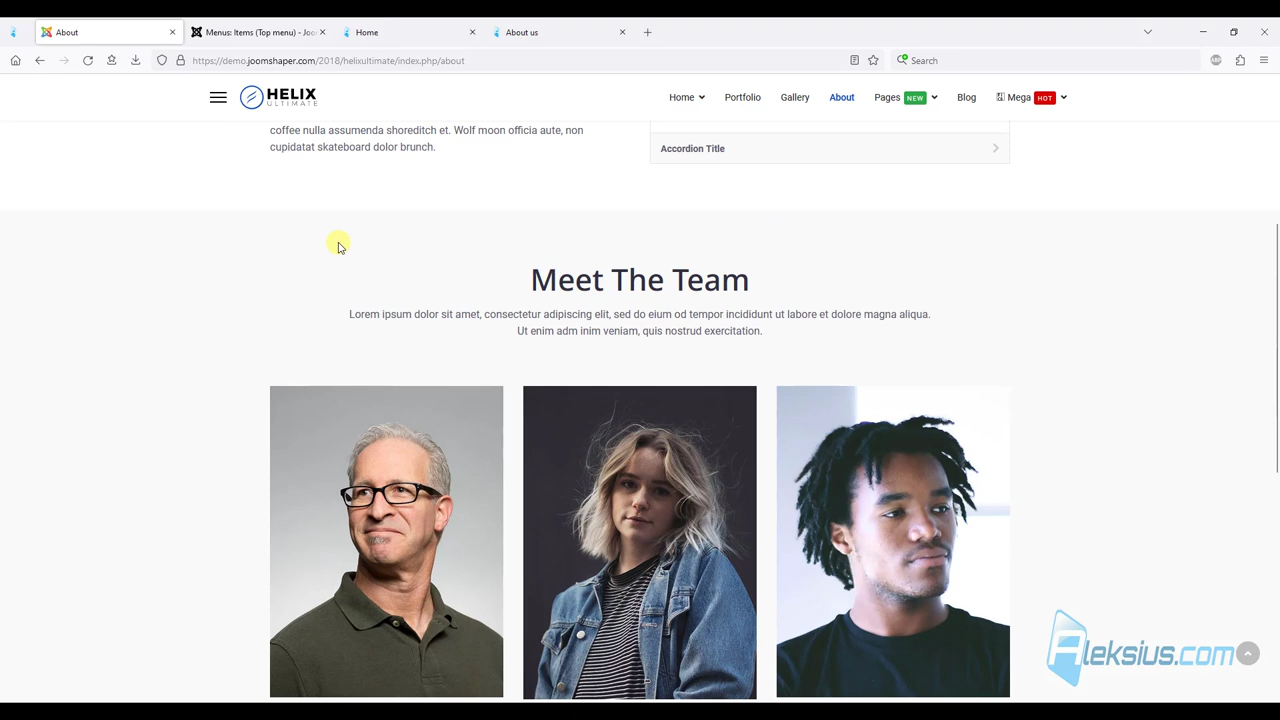 About
Menus: Items (Top menu) - Joo
Home
About us
https://demo.joomshaper.com/2018/helixultimate/index.php/about
Search
HELIX
ULTIMATE
Home
Portfolio
Gallery
About
Pages NEW
Blog
Mega HOT
coffee nulla assumenda shoreditch et. Wolf moon officia aute, non
cupidatat skateboard dolor brunch.
Accordion Title
Meet The Team
Lorem ipsum dolor sit amet, consectetur adipiscing elit, sed do eium od tempor incididunt ut labore et dolore magna aliqua.
Ut enim adm inim veniam, quis nostrud exercitation.
Aleksius.com